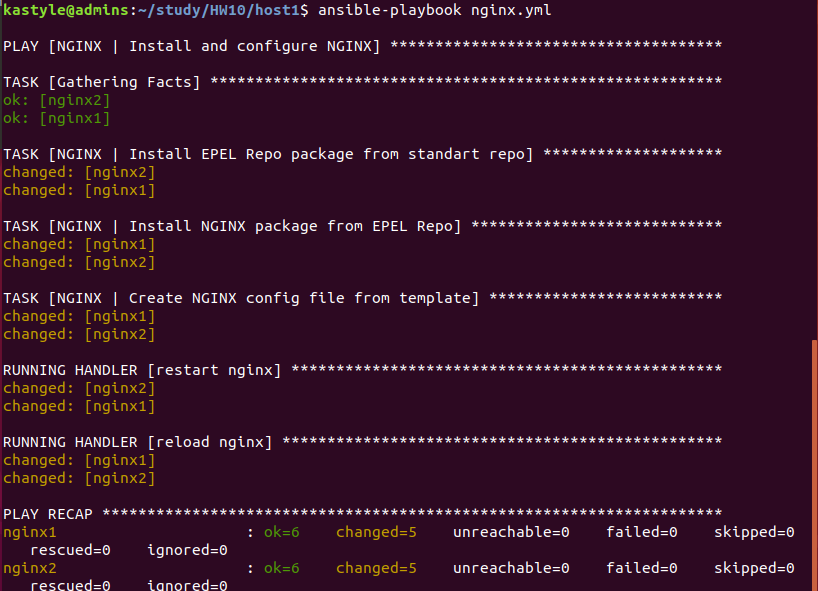 kastyle@admins:~/study/HW10/host1$ ansible-playbook nginx.yml
PLAY [NGINX | Install and configure NGINX] *************************************
TASK [Gathering Facts] *********************************************************
ok: [nginx2]
ok: [nginx1]
TASK [NGINX | Install EPEL Repo package from standart repo] ********************
changed: [nginx2]
changed: [nginx1]
TASK [NGINX | Install NGINX package from EPEL Repo] ****************************
changed: [nginx1]
changed: [nginx2]
TASK [NGINX | Create NGINX config file from template] **************************
changed: [nginx1]
changed: [nginx2]
RUNNING HANDLER [restart nginx] ************************************************
changed: [nginx2]
changed: [nginx1]
RUNNING HANDLER [reload nginx] *************************************************
changed: [nginx1]
changed: [nginx2]
PLAY RECAP *********************************************************************
nginx1                     : ok=6    changed=5    unreachable=0    failed=0    skipped=0
   rescued=0    ignored=0
nginx2                     : ok=6    changed=5    unreachable=0    failed=0    skipped=0
   rescued=0    ignored=0